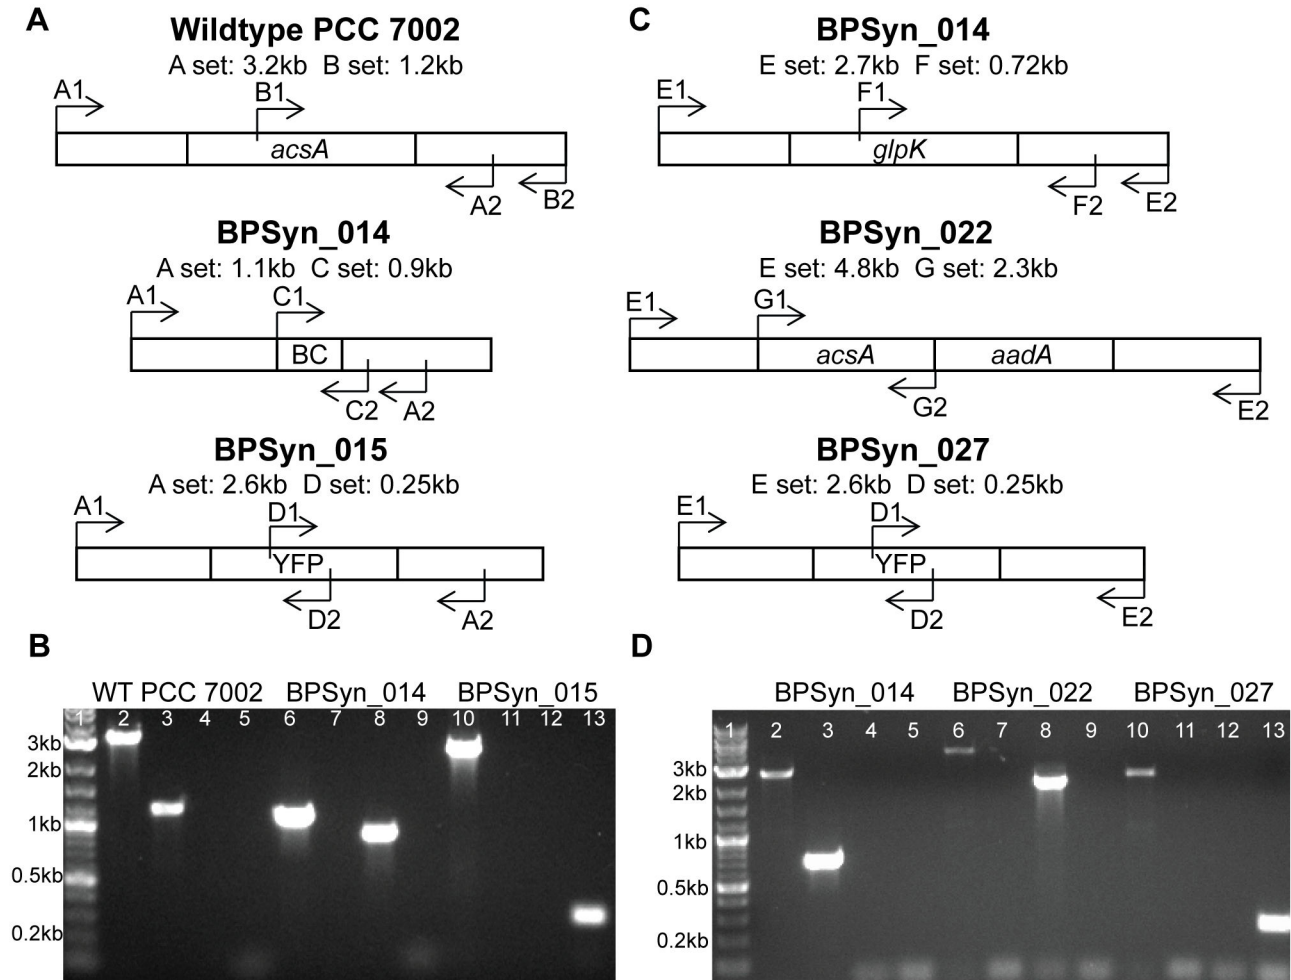 A
Wildtype PCC 7002
A set: 3.2kb B set: 1.2kb
A1
B1
acsA
A2
B2
BPSyn_014
A set: 1.1kb C set: 0.9kb
A1
C1
BC
C2
A2
BPSyn_015
A set: 2.6kb D set: 0.25kb
A1
D1
YFP
D2
A2
C
BPSyn_014
E set: 2.7kb F set: 0.72kb
E1
F1
glpK
F2
E2
BPSyn_022
E set: 4.8kb G set: 2.3kb
E1
G1
acsA aadA
G2
E2
BPSyn_027
E set: 2.6kb D set: 0.25kb
E1
D1
YFP
D2
E2
B
WT PCC 7002 BPSyn_014 BPSyn_015
1 2 3 4 5 6 7 8 9 10 11 12 13
3kb
2kb
1kb
0.5kb
0.2kb
D
BPSyn_014 BPSyn_022 BPSyn_027
1 2 3 4 5 6 7 8 9 10 11 12 13
3kb
2kb
1kb
0.5kb
0.2kb